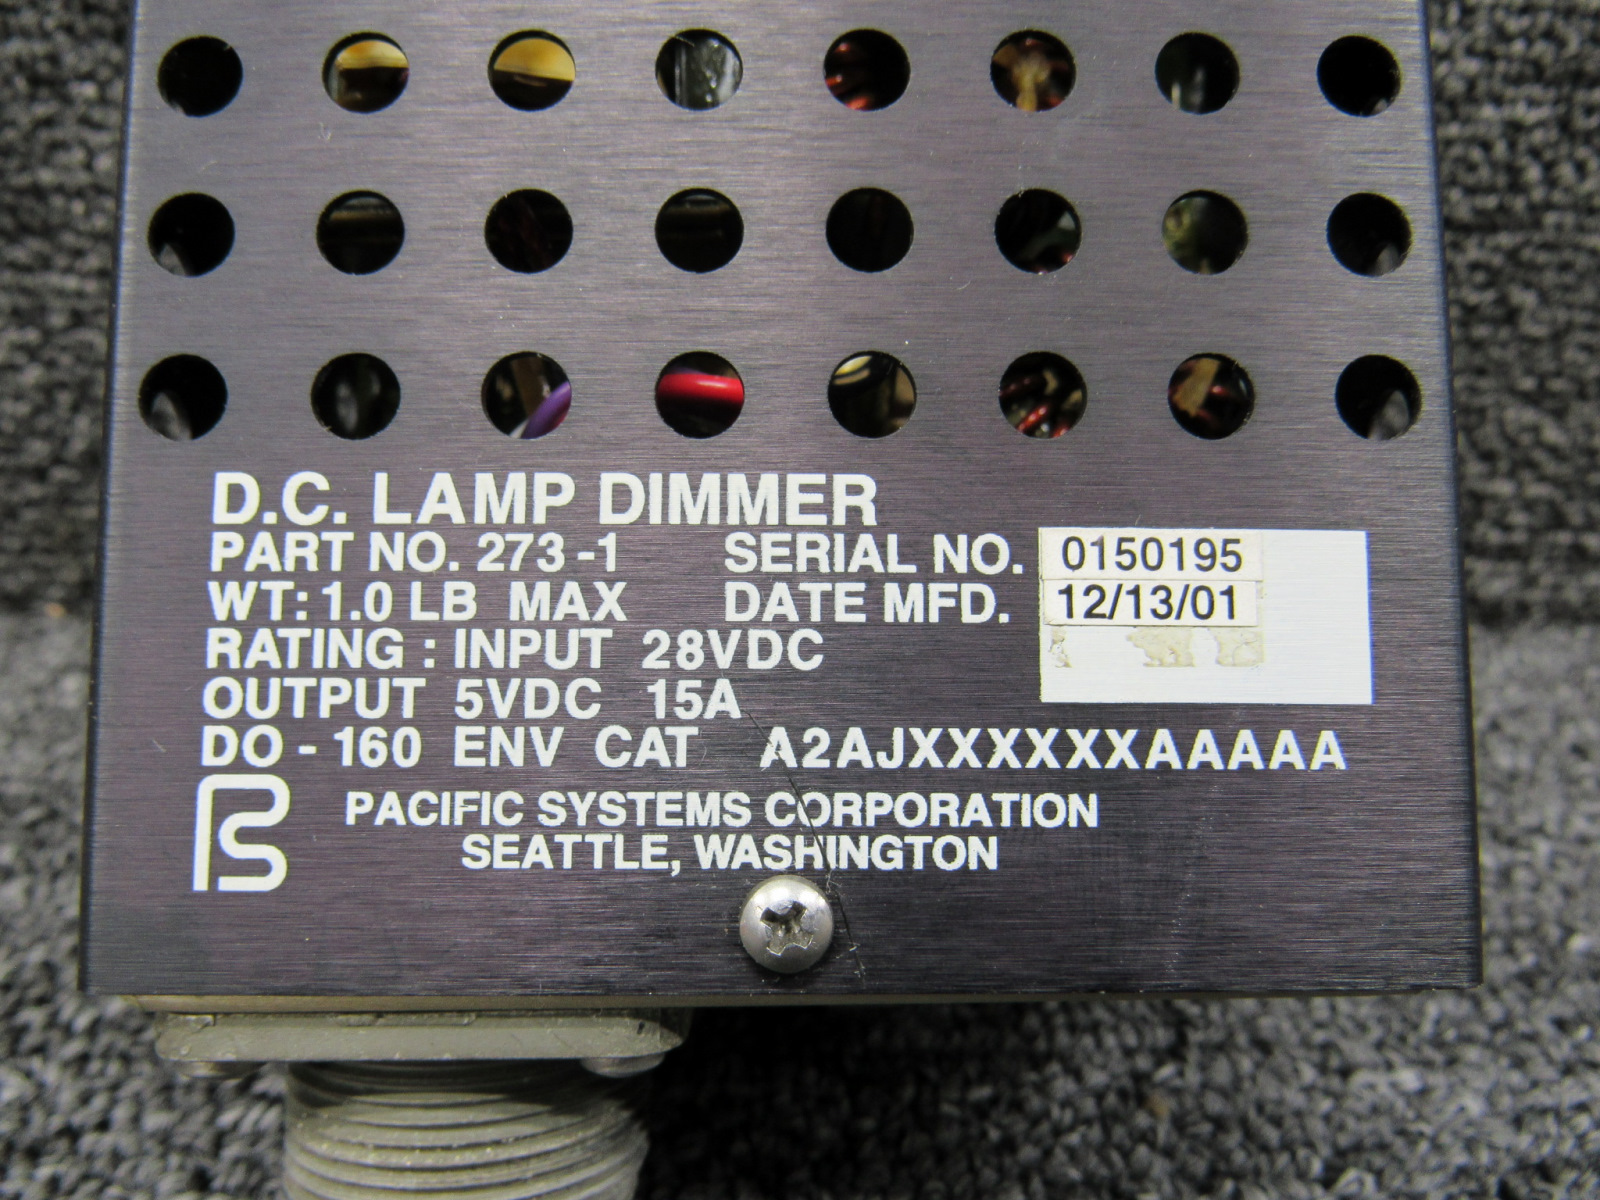 D.C. LAMP DIMMER
PART NO. 273-1 SERIAL NO. 0150195
WT: 1.0 LB MAX DATE MFD. 12/13/01
RATING : INPUT 28VDC
OUTPUT 5VDC 15A
DO - 160 ENV CAT A2AJXXXXXXAAAAA
PS
PACIFIC SYSTEMS CORPORATION
SEATTLE, WASHINGTON